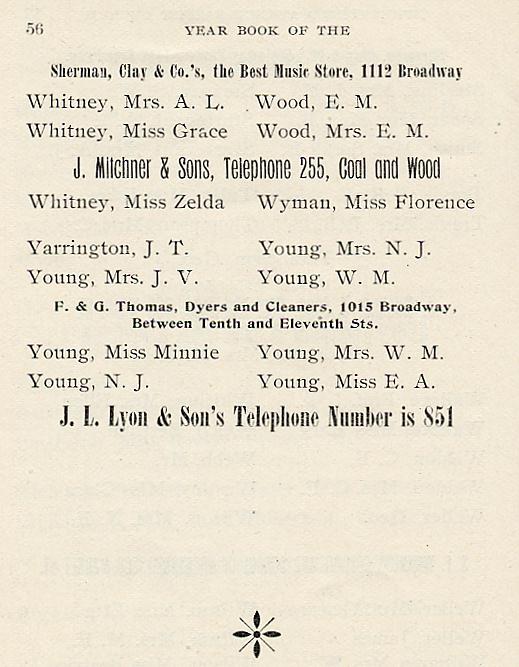 56 YEAR BOOK OF THE
Sherman, Clay & Co.'s, the Best Music Store, 1112 Broadway
Whitney, Mrs. A. L. Wood, E. M.
Whitney, Miss Grace Wood, Mrs. E. M.
J. Mitchner & Sons, Telephone 255, Coal and Wood
Whitney, Miss Zelda Wyman, Miss Florence
Yarrington, J. T. Young, Mrs. N. J.
Young, Mrs. J. V. Young, W. M.
F. & G. Thomas, Dyers and Cleaners, 1015 Broadway,
Between Tenth and Eleventh Sts.
Young, Miss Minnie Young, Mrs. W. M.
Young, N. J. Young, Miss E. A.
J. L. Lyon & Son's Telephone Number is 851